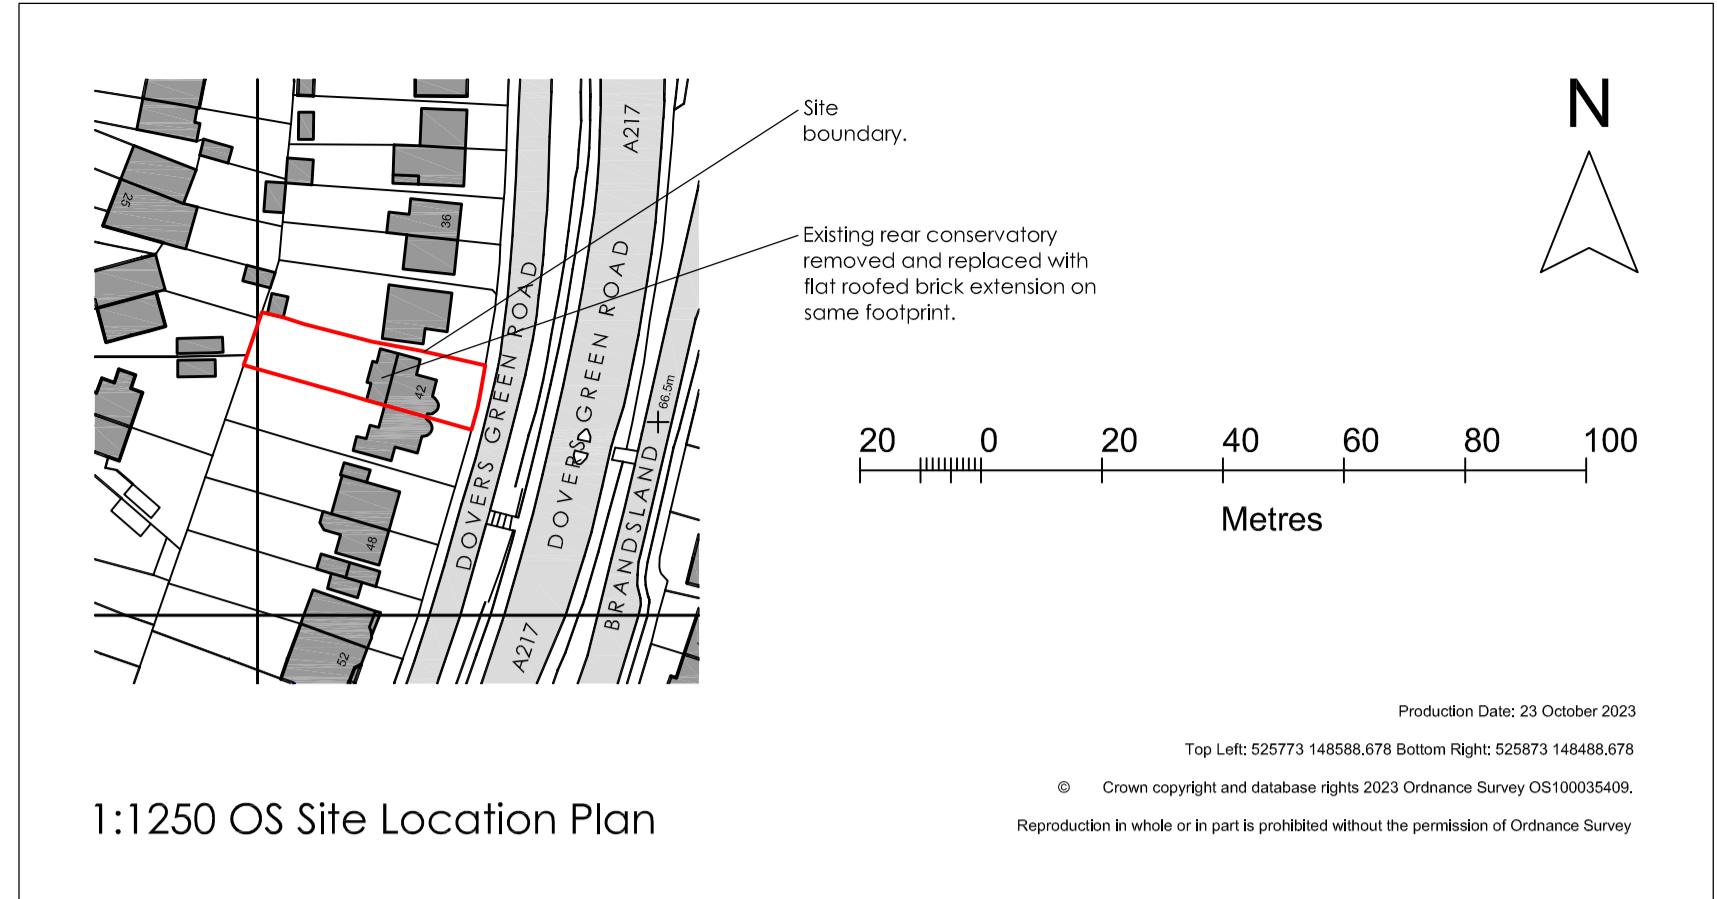 Site
boundary.
Existing rear conservatory
removed and replaced with
flat roofed brick extension on
same footprint.
N
A217
25
36
42
48
52
DOVERS GREEN ROAD
DOVERS GREEN ROAD
BRANDSLAND
66.5m
A217
20 0 20 40 60 80 100
Metres
Production Date: 23 October 2023
Top Left: 525773 148588.678 Bottom Right: 525873 148488.678
© Crown copyright and database rights 2023 Ordnance Survey OS100035409.
Reproduction in whole or in part is prohibited without the permission of Ordnance Survey
1:1250 OS Site Location Plan